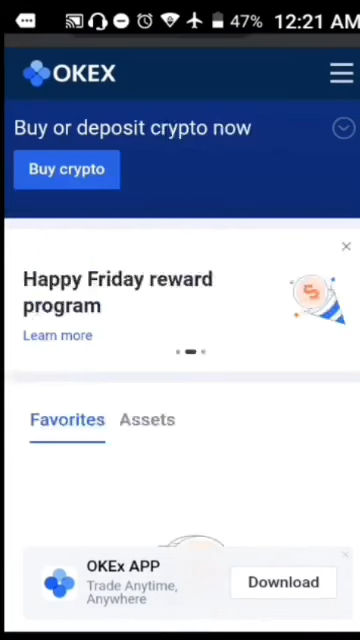 47% 12:21 AM
OKEX
Buy or deposit crypto now
Buy crypto
Happy Friday reward
program
Learn more
Favorites Assets
OKEx APP
Trade Anytime,
Anywhere
Download